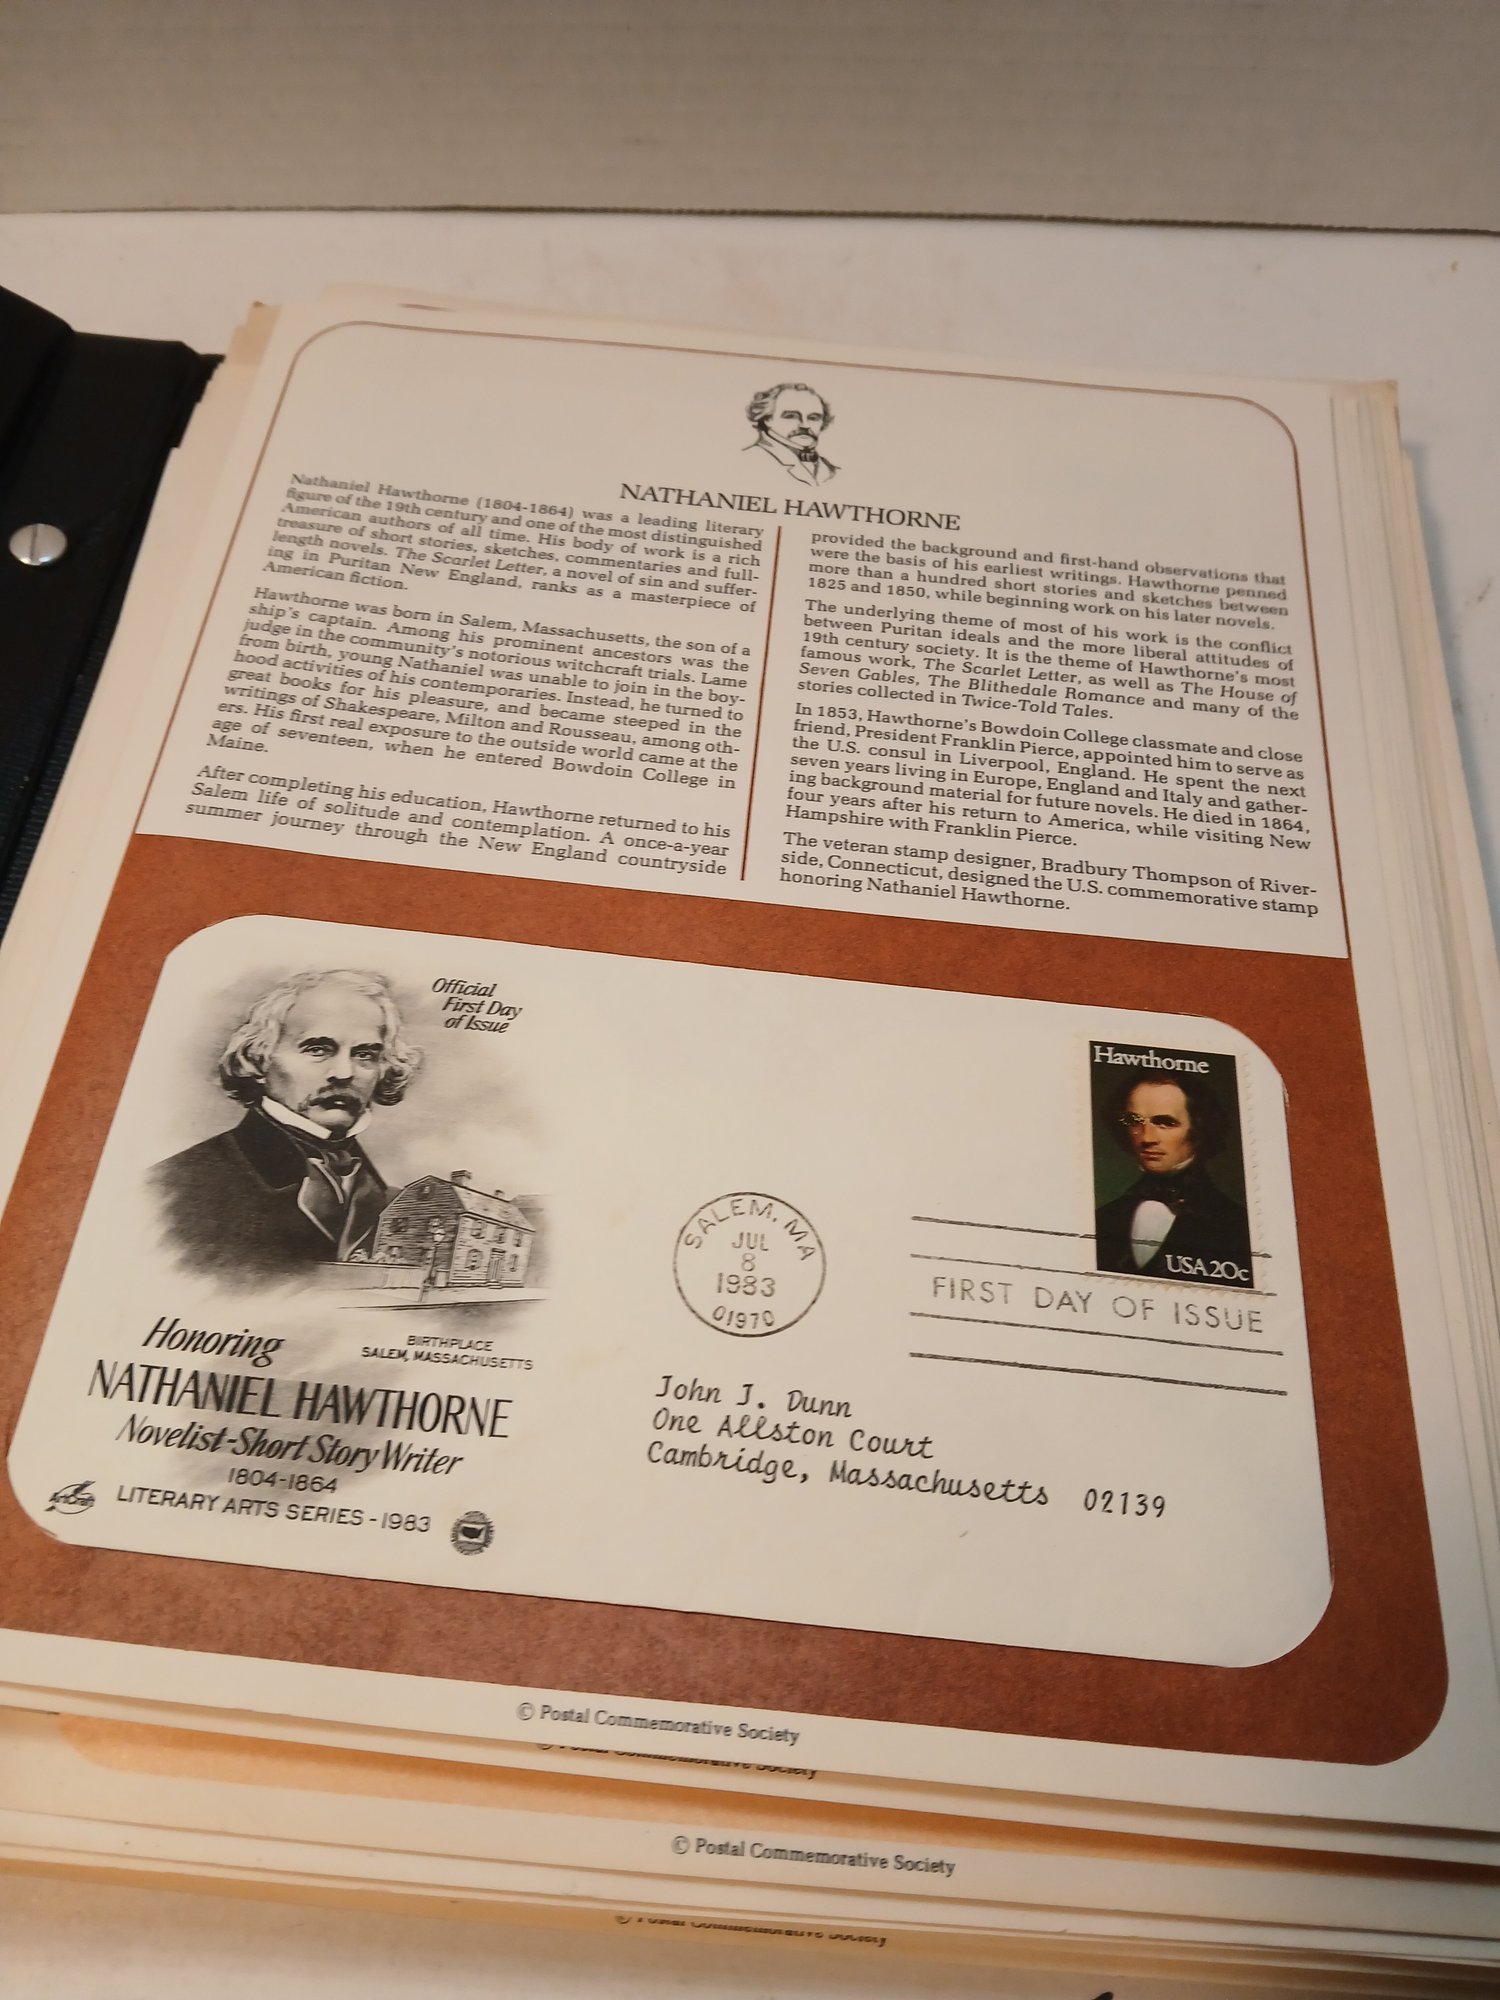 NATHANIEL HAWTHORNE
Nathaniel Hawthorne (1804-1864) was a leading literary
figure of the 19th century and one of the most distinguished
American authors of all time. His body of work is a rich
treasure of short stories, sketches, commentaries and full-
length novels. The Scarlet Letter, a novel of sin and suffer-
ing in Puritan New England, ranks as a masterpiece of
American fiction.
Hawthorne was born in Salem, Massachusetts, the son of a
ship's captain. Among his prominent ancestors was the
judge in the community's notorious witchcraft trials. Lame
from birth, young Nathaniel was unable to join in the boy-
hood activities of his contemporaries. Instead, he turned to
great books for his pleasure, and became steeped in the
writings of Shakespeare, Milton and Rousseau, among oth-
ers. His first real exposure to the outside world came at the
age of seventeen, when he entered Bowdoin College in
Maine.
After completing his education, Hawthorne returned to his
Salem life of solitude and contemplation. A once-a-year
summer journey through the New England countryside
provided the background and first-hand observations that
were the basis of his earliest writings. Hawthorne penned
more than a hundred short stories and sketches between
1825 and 1850, while beginning work on his later novels.
The underlying theme of most of his work is the conflict
between Puritan ideals and the more liberal attitudes of
19th century society. It is the theme of Hawthorne's most
famous work, The Scarlet Letter, as well as The House of
Seven Gables, The Blithedale Romance and many of the
stories collected in Twice-Told Tales.
In 1853, Hawthorne's Bowdoin College classmate and close
friend, President Franklin Pierce, appointed him to serve as
the U.S. consul in Liverpool, England. He spent the next
seven years living in Europe, England and Italy and gather-
ing background material for future novels. He died in 1864,
four years after his return to America, while visiting New
Hampshire with Franklin Pierce.
The veteran stamp designer, Bradbury Thompson of River-
side, Connecticut, designed the U.S. commemorative stamp
honoring Nathaniel Hawthorne.
Official
First Day
of Issue
Hawthorne
USA 20c
SALEM, MA
JUL
8
1983
01970
FIRST DAY OF ISSUE
BIRTHPLACE
SALEM, MASSACHUSETTS
Honoring
NATHANIEL HAWTHORNE
Novelist-Short Story Writer
1804-1864
ArtCraft
LITERARY ARTS SERIES - 1983
John J. Dunn
One Allston Court
Cambridge, Massachusetts 02139
© Postal Commemorative Society
© Postal Commemorative Society
© Postal Commemorative Society
© Postal Commemorative Society